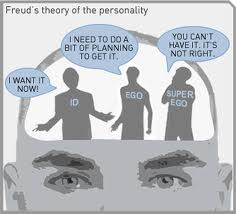 Freud's theory of the personality
I WANT IT
NOW!
I NEED TO DO A
BIT OF PLANNING
TO GET IT.
YOU CAN'T
HAVE IT. IT'S
NOT RIGHT.
ID
EGO
SUPER
EGO